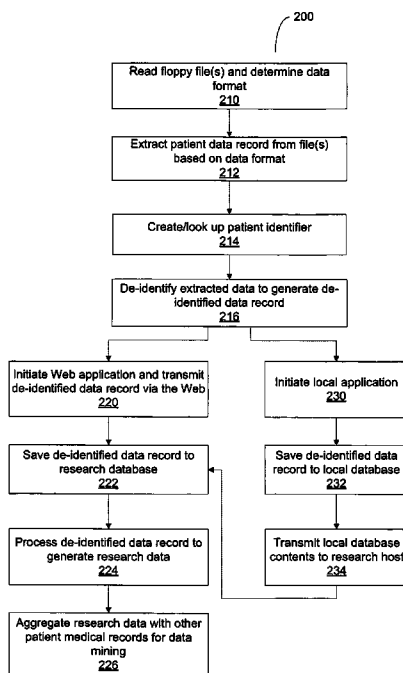 200
Read floppy file(s) and determine data
format
210
Extract patient data record from file(s)
based on data format
212
Create/look up patient identifier
214
De-identify extracted data to generate de-
identified data record
216
Initiate Web application and transmit
de-identified data record via the Web
220
Save de-identified data record to
research database
222
Process de-identified data record to
generate research data
224
Aggregate research data with other
patient medical records for data
mining
226
Initiate local application
230
Save de-identified data
record to local database
232
Transmit local database
contents to research host
234